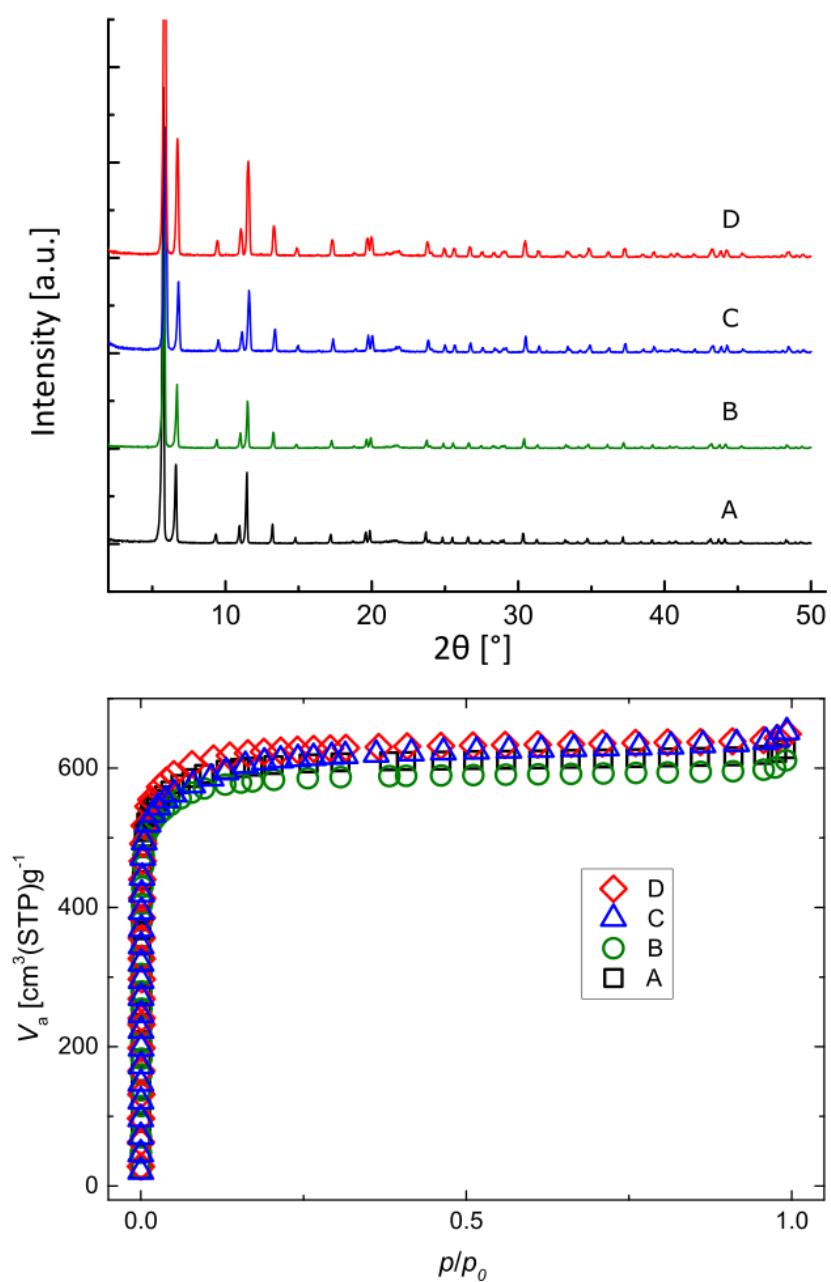 Intensity [a.u.]
D
C
B
A
10
20
30
40
50
2θ [°]
Vₐ [cm³(STP)g⁻¹
600
400
200
0
D
C
B
A
0.0
0.5
1.0
p/p₀